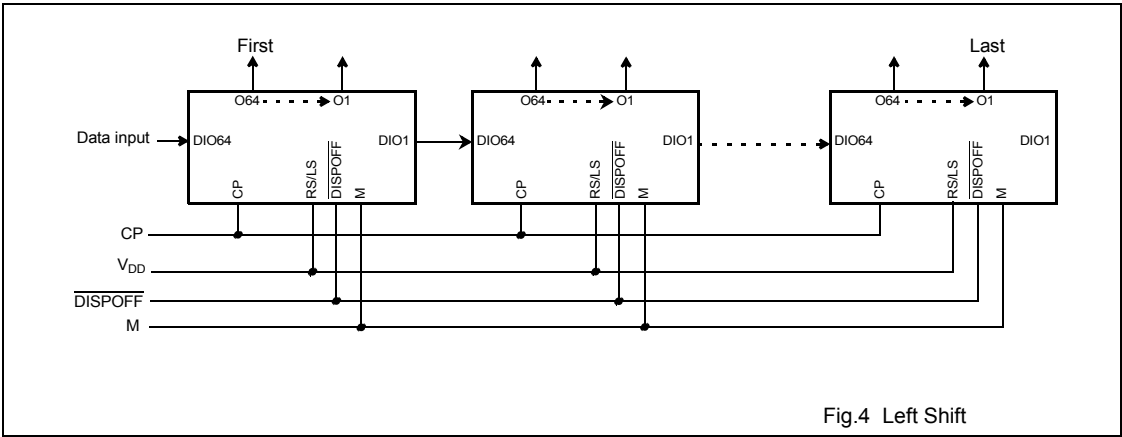 First Last
O64 O1 O64 O1 O64 O1
Data input DIO64 DIO1 DIO64 DIO1 DIO64 DIO1
CP RS/LS DISPOFF M CP RS/LS DISPOFF M CP RS/LS DISPOFF M
CP
VDD
DISPOFF
M
Fig.4 Left Shift